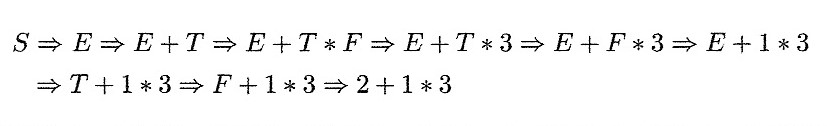 S ⇒ E ⇒ E + T ⇒ E + T ∗ F ⇒ E + T ∗ 3 ⇒ E + F ∗ 3 ⇒ E + 1 ∗ 3
⇒ T + 1 ∗ 3 ⇒ F + 1 ∗ 3 ⇒ 2 + 1 ∗ 3